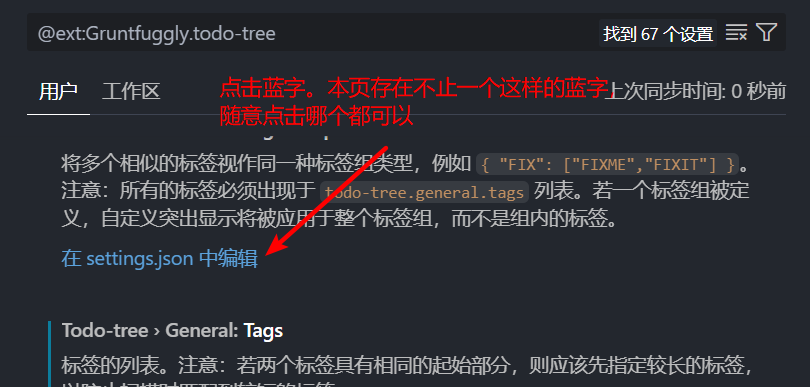 @ext:Gruntfuggly.todo-tree
找到 67 个设置
用户
工作区
点击蓝字。本页存在不止一个这样的蓝字
上次同步时间: 0 秒前
随意点击哪个都可以
将多个相似的标签视作同一种标签组类型，例如 { "FIX": ["FIXME","FIXIT"] }。
注意：所有的标签必须出现于 todo-tree.general.tags 列表。若一个标签组被定
义，自定义突出显示将被应用于整个标签组，而不是组内的标签。
在 settings.json 中编辑
Todo-tree › General: Tags
标签的列表。注意：若两个标签具有相同的起始部分，则应该先指定较长的标签，